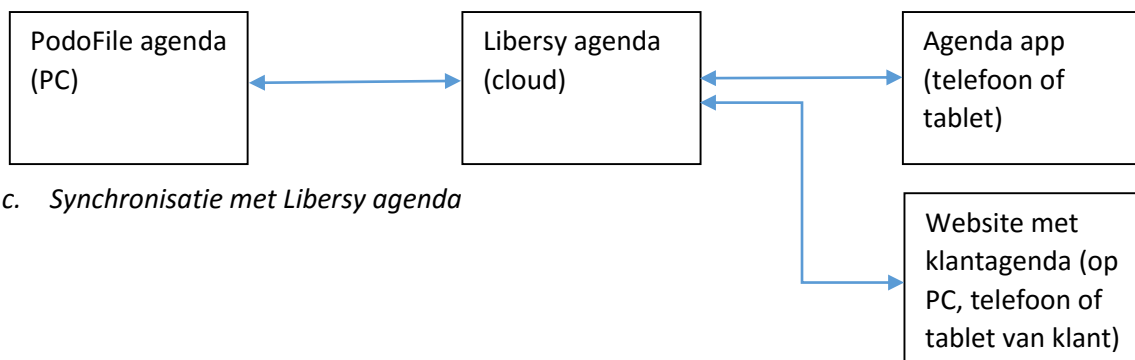 PodoFile agenda
(PC)
Libersy agenda
(cloud)
Agenda app
(telefoon of
tablet)
c. Synchronisatie met Libersy agenda
Website met
klantagenda (op
PC, telefoon of
tablet van klant)